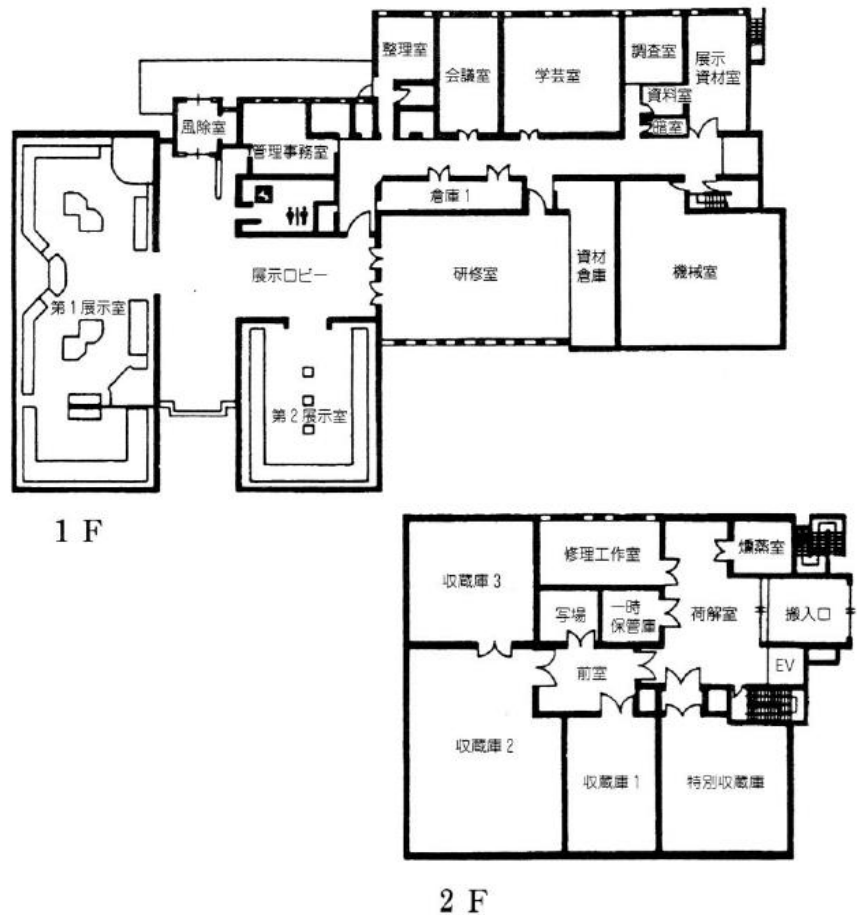 整理室
会議室
学芸室
調査室
展示
資材室
資料室
暗室
風除室
管理事務室
倉庫1
展示ロビー
研修室
資材
倉庫
機械室
第1展示室
第2展示室
1F
収蔵庫3
修理工作室
燻蒸室
写場
一時
保管庫
荷解室
搬入口
前室
EV
収蔵庫2
収蔵庫1
特別収蔵庫
2F